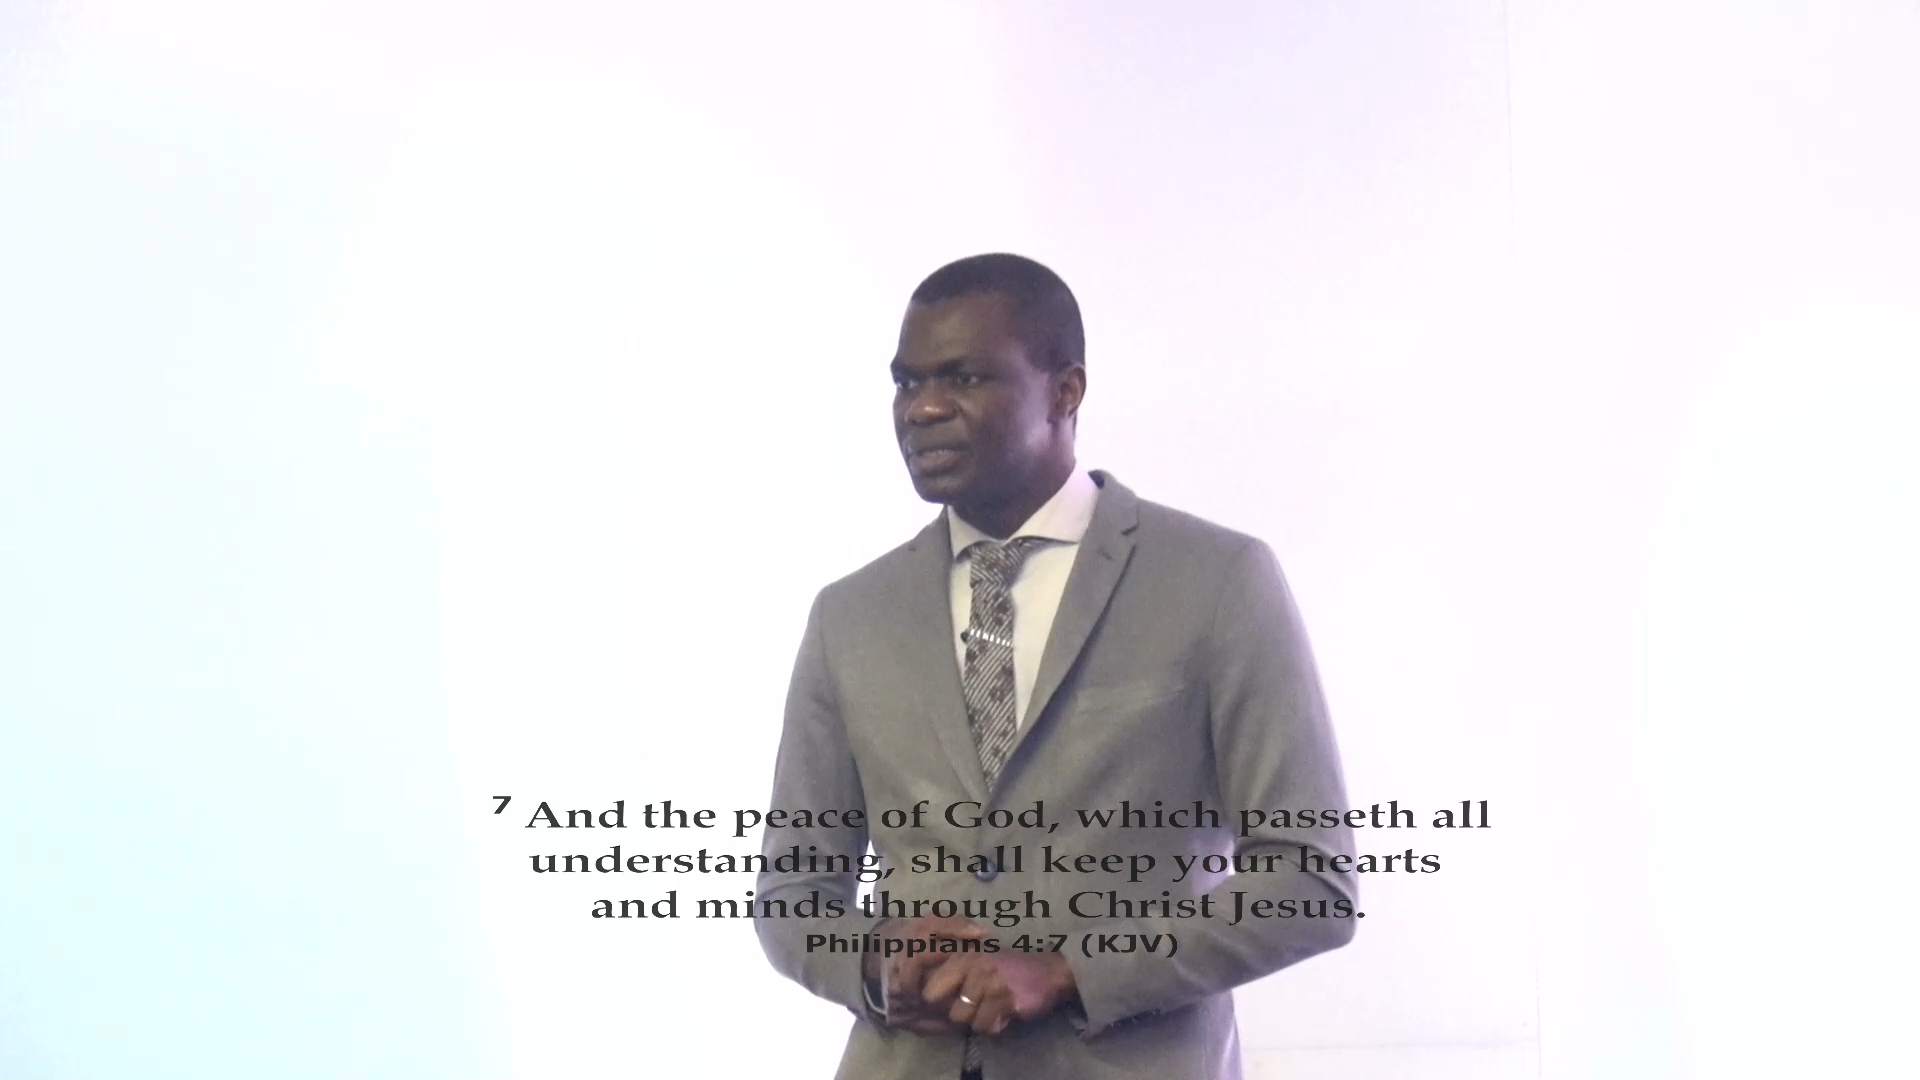 7 And the peace of God, which passeth all
understanding, shall keep your hearts
and minds through Christ Jesus.
Philippians 4:7 (KJV)